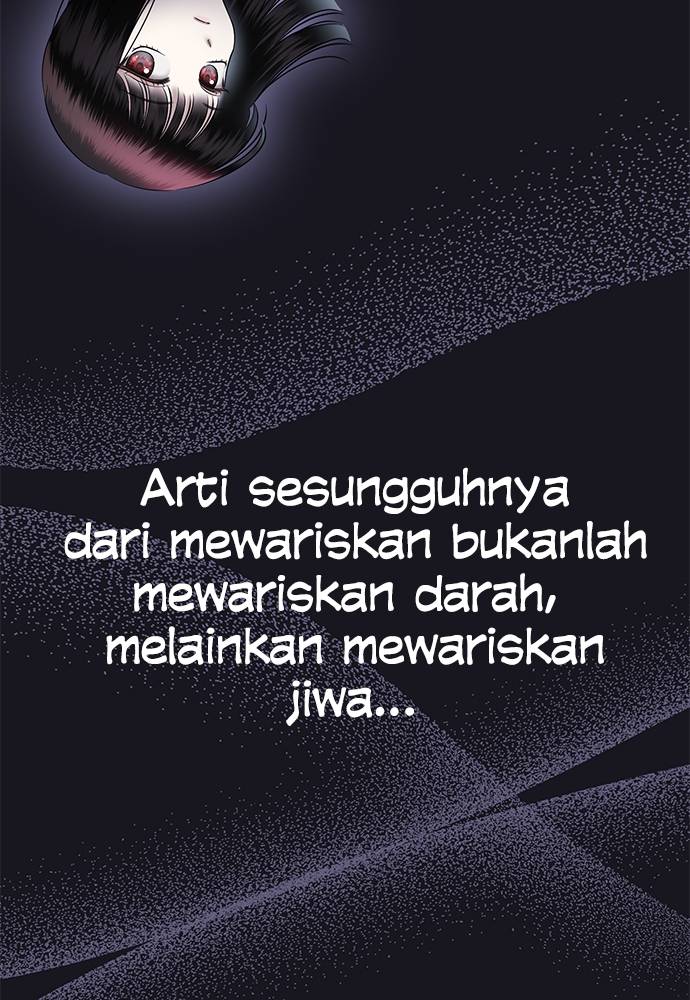 Arti sesungguhnya
dari mewariskan bukanlah
mewariskan darah,
melainkan mewariskan
jiwa...